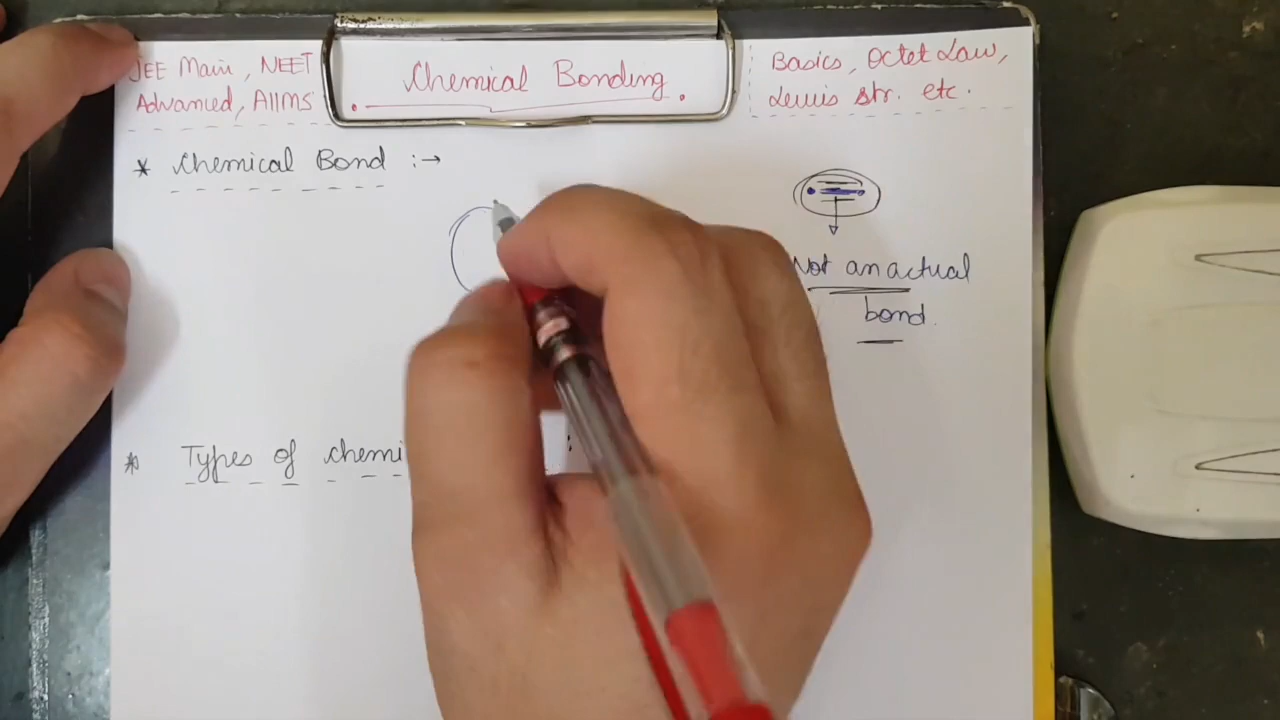 JEE Main, NEET
Advanced, AIIMS
Chemical Bonding
Basics, Octet Law,
Lewis str. etc.
* Chemical Bond :→
Not an actual
bond.
* Types of chemi